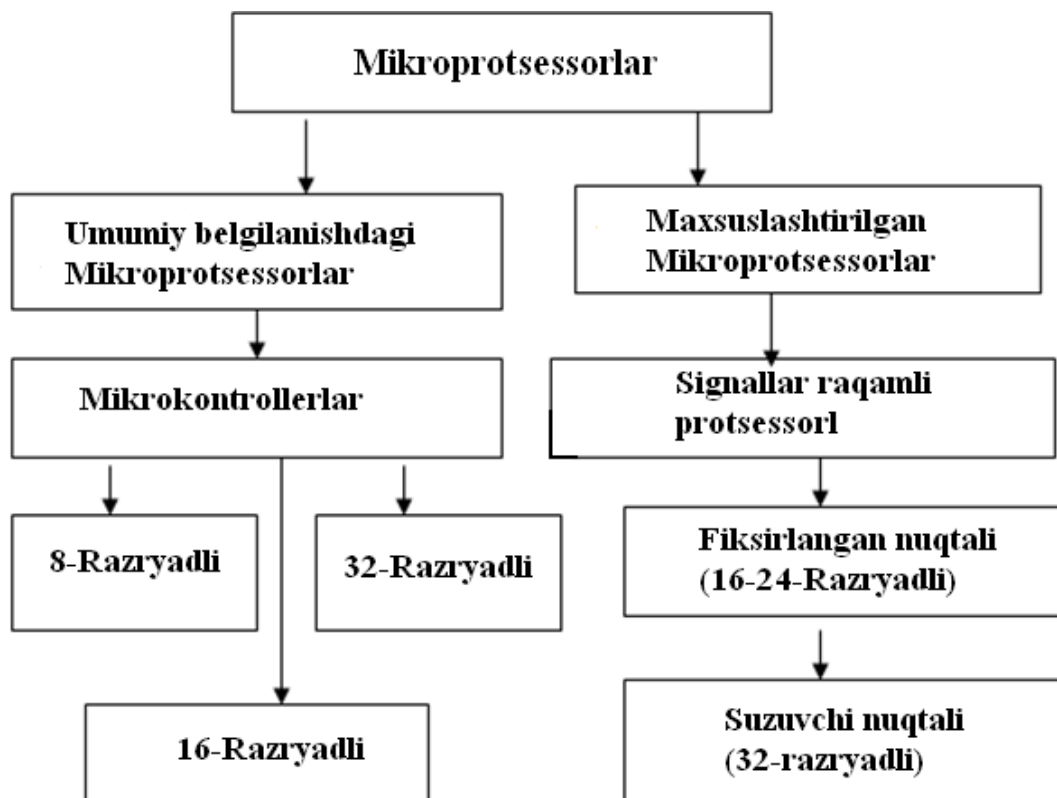 Mikroprotsessorlar
Umumiy belgilanishdagi
Mikroprotsessorlar
Maxsuslashtirilgan
Mikroprotsessorlar
Mikrokontrollerlar
Signallar raqamli
protsessorl
8-Razryadli
32-Razryadli
Fiksirlangan nuqtali
(16-24-Razryadli)
16-Razryadli
Suzuvchi nuqtali
(32-razryadli)